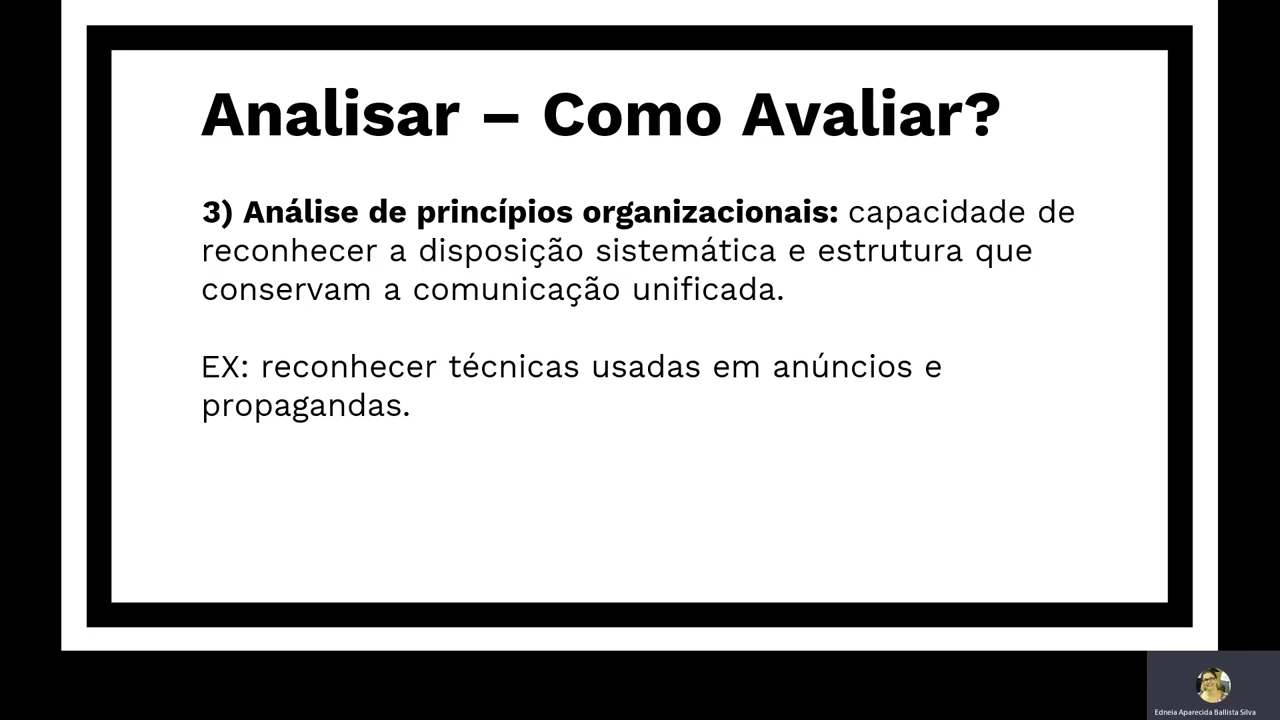 Analisar – Como Avaliar?
3) Análise de princípios organizacionais: capacidade de
reconhecer a disposição sistemática e estrutura que
conservam a comunicação unificada.
EX: reconhecer técnicas usadas em anúncios e
propagandas.
Edneia Aparecida Ballista Silva